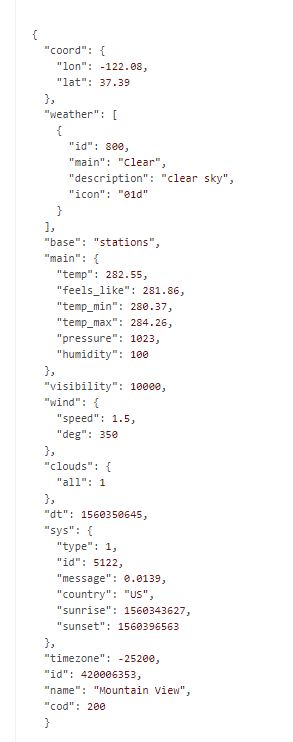 {
"coord": {
"lon": -122.08,
"lat": 37.39
},
"weather": [
{
"id": 800,
"main": "Clear",
"description": "clear sky",
"icon": "01d"
}
],
"base": "stations",
"main": {
"temp": 282.55,
"feels_like": 281.86,
"temp_min": 280.37,
"temp_max": 284.26,
"pressure": 1023,
"humidity": 100
},
"visibility": 10000,
"wind": {
"speed": 1.5,
"deg": 350
},
"clouds": {
"all": 1
},
"dt": 1560350645,
"sys": {
"type": 1,
"id": 5122,
"message": 0.0139,
"country": "US",
"sunrise": 1560343627,
"sunset": 1560396563
},
"timezone": -25200,
"id": 420006353,
"name": "Mountain View",
"cod": 200
}